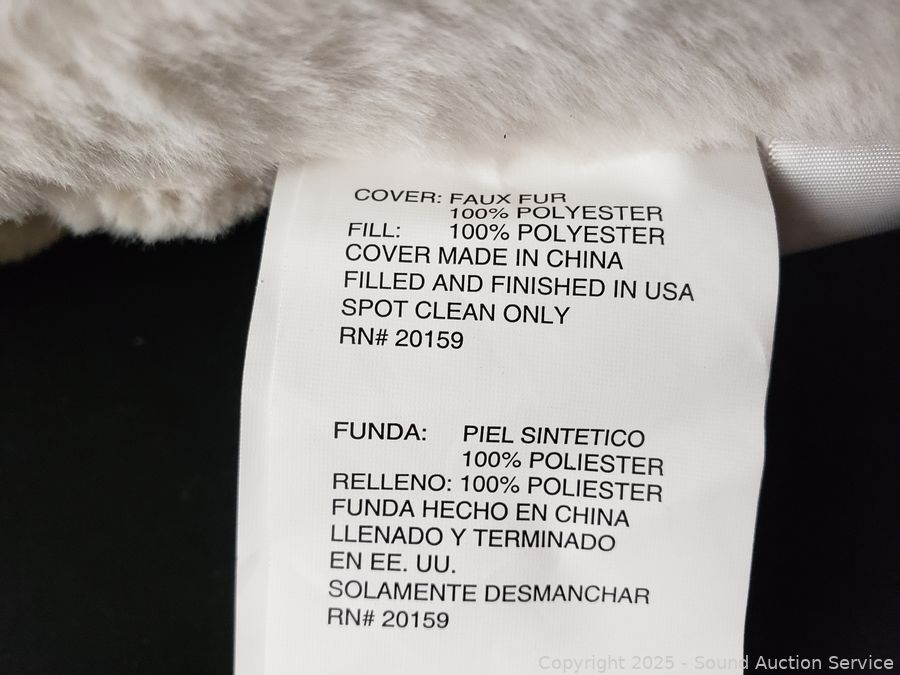 COVER: FAUX FUR
100% POLYESTER
FILL: 100% POLYESTER
COVER MADE IN CHINA
FILLED AND FINISHED IN USA
SPOT CLEAN ONLY
RN# 20159
FUNDA: PIEL SINTETICO
100% POLIESTER
RELLENO: 100% POLIESTER
FUNDA HECHO EN CHINA
LLENADO Y TERMINADO
EN EE. UU.
SOLAMENTE DESMANCHAR
RN# 20159
Copyright 2025 - Sound Auction Service